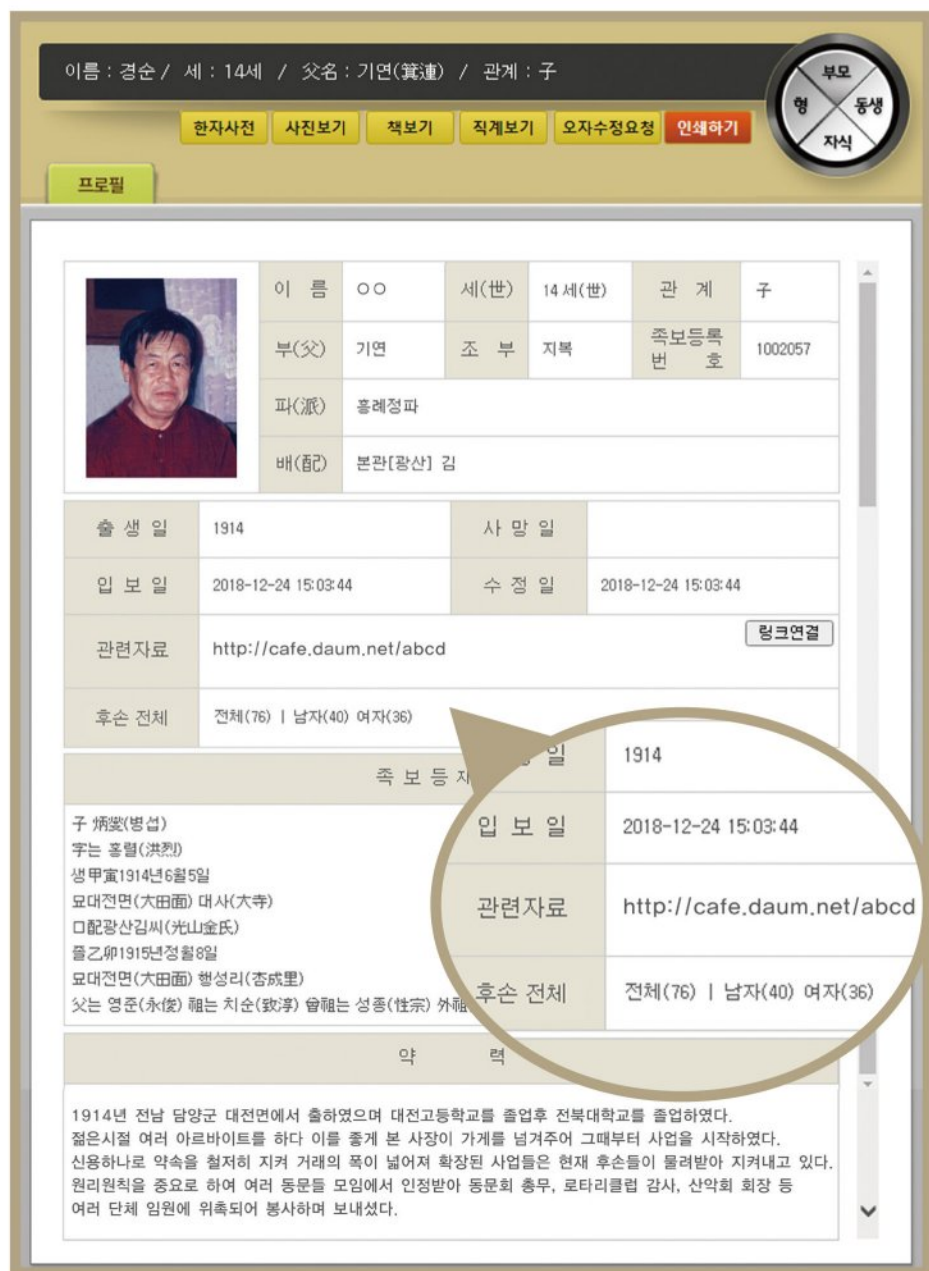 이름 : 경순 / 세 : 14세 / 父名 : 기연(箕連) / 관계 : 子
부모
형 동생
자식
한자사전 사진보기 책보기 직계보기 오자수정요청 인쇄하기
프로필
이 름 ○○ 세(世) 14 세(世) 관 계 子
부(父) 기연 조 부 지복 족보등록 번 호 1002057
파(派) 홍례정파
배(配) 본관[광산] 김
출 생 일 1914 사 망 일
입 보 일 2018-12-24 15:03:44 수 정 일 2018-12-24 15:03:44
관련자료 http://cafe.daum.net/abcd 링크연결
후손 전체 전체(76) | 남자(40) 여자(36)
족 보 등
子 (병섭)
字는 홍렬(洪烈)
생甲寅1914년6월5일
묘대전면(大田面) 대사(大寺)
口配광산김씨(光山金氏)
졸乙卯1915년정월8일
묘대전면(大田面) 행성리(杏成里)
父는 영준(永俊) 祖는 치순(致淳) 曾祖는 성종(性宗) 外祖
일 1914
입 보 일 2018-12-24 15:03:44
관련자료 http://cafe.daum.net/abcd
후손 전체 전체(76) | 남자(40) 여자(36)
약 력
1914년 전남 담양군 대전면에서 출하였으며 대전고등학교를 졸업후 전북대학교를 졸업하였다.
젊은시절 여러 아르바이트를 하다 이를 좋게 본 사장이 가게를 넘겨주어 그때부터 사업을 시작하였다.
신용하나로 약속을 철저히 지켜 거래의 폭이 넓어져 확장된 사업들은 현재 후손들이 물려받아 지켜내고 있다.
원리원칙을 중요로 하여 여러 동문들 모임에서 인정받아 동문회 총무, 로타리클럽 감사, 산악회 회장 등
여러 단체 임원에 위촉되어 봉사하며 보내셨다.